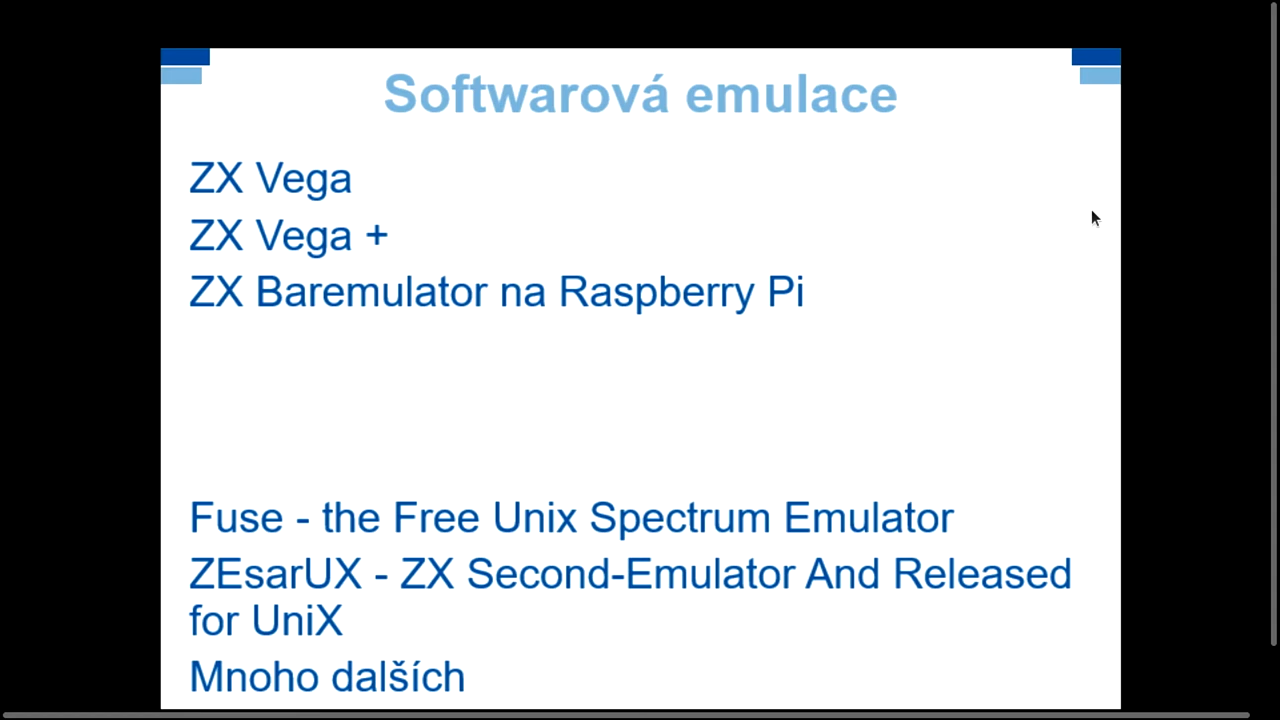 Softwarová emulace
ZX Vega
ZX Vega +
ZX Baremulator na Raspberry Pi
Fuse - the Free Unix Spectrum Emulator
ZEsarUX - ZX Second-Emulator And Released
for UniX
Mnoho dalších